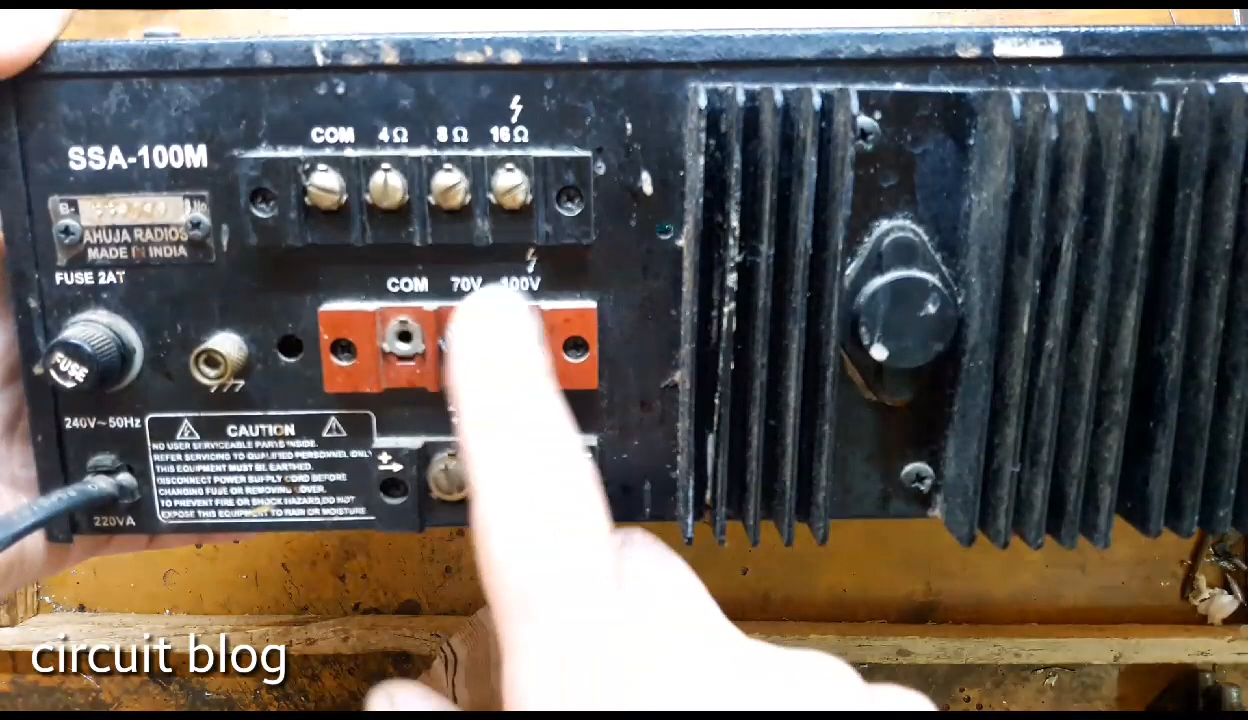 COM 4Ω 8Ω 16Ω
SSA-100M
AHUJA RADIOS
MADE IN INDIA
FUSE 2AT
COM 70V 100V
FUSE
240V~50Hz
CAUTION
NO USER SERVICEABLE PARTS INSIDE.
REFER SERVICING TO QUALIFIED PERSONNEL ONLY
THIS EQUIPMENT MUST BE EARTHED.
DISCONNECT POWER SUPPLY CORD BEFORE
CHANGING FUSE OR REMOVING COVER.
TO PREVENT FIRE OR SHOCK HAZARD, DO NOT
EXPOSE THIS EQUIPMENT TO RAIN OR MOISTURE
220VA
circuit blog